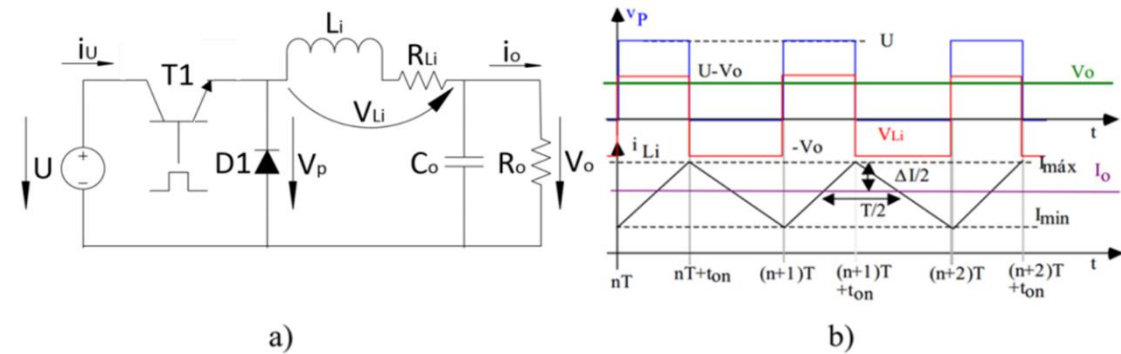 Li
iU
T1
RLi
io
VLi
U
+
−
D1
Vp
Co
Ro
Vo
a)
vP
U
U-Vo
Vo
t
VLi
-Vo
iLi
Imáx
Io
ΔI/2
T/2
Imin
t
nT
nT+ton
(n+1)T
(n+1)T
+ton
(n+2)T
(n+2)T
+ton
b)